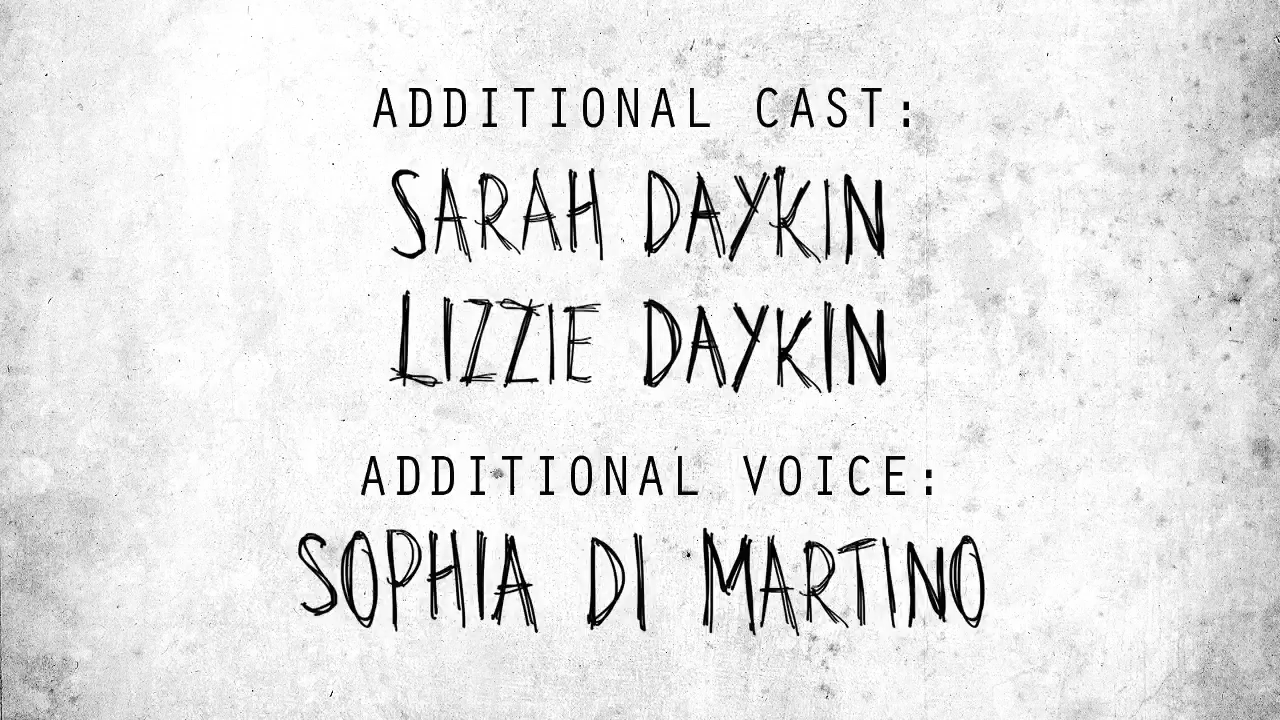 ADDITIONAL CAST:
SARAH DAYKIN
LIZZIE DAYKIN
ADDITIONAL VOICE:
SOPHIA DI MARTINO